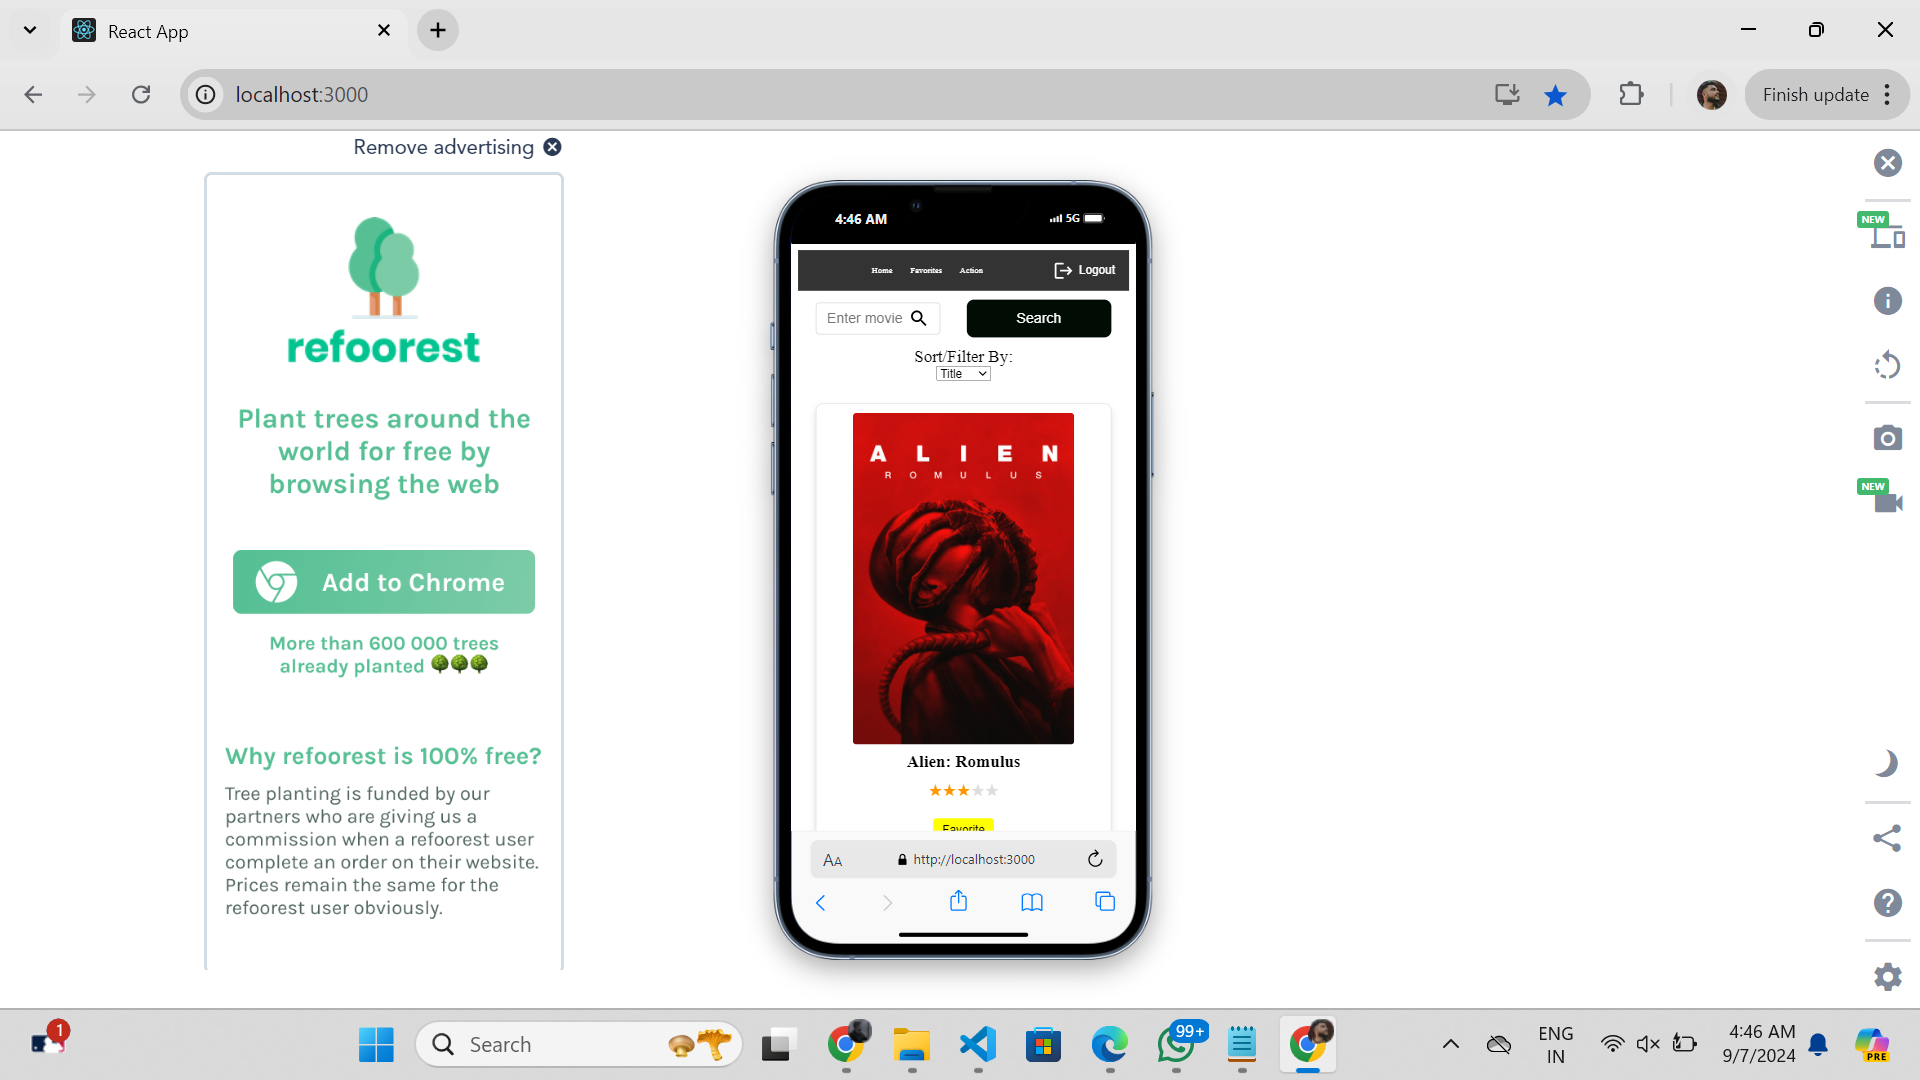 React App
localhost:3000
Finish update
Remove advertising
refoorest
Plant trees around the
world for free by
browsing the web
Add to Chrome
More than 600 000 trees
already planted
Why refoorest is 100% free?
Tree planting is funded by our
partners who are giving us a
commission when a refoorest user
complete an order on their website.
Prices remain the same for the
refoorest user obviously.
4:46 AM
5G
Home Favorites Action Logout
Enter movie
Search
Sort/Filter By:
Title
ALIEN
ROMULUS
Alien: Romulus
Favorite
AA
http://localhost:3000
NEW
NEW
1
Search
99+
ENG
IN
4:46 AM
9/7/2024
PRE